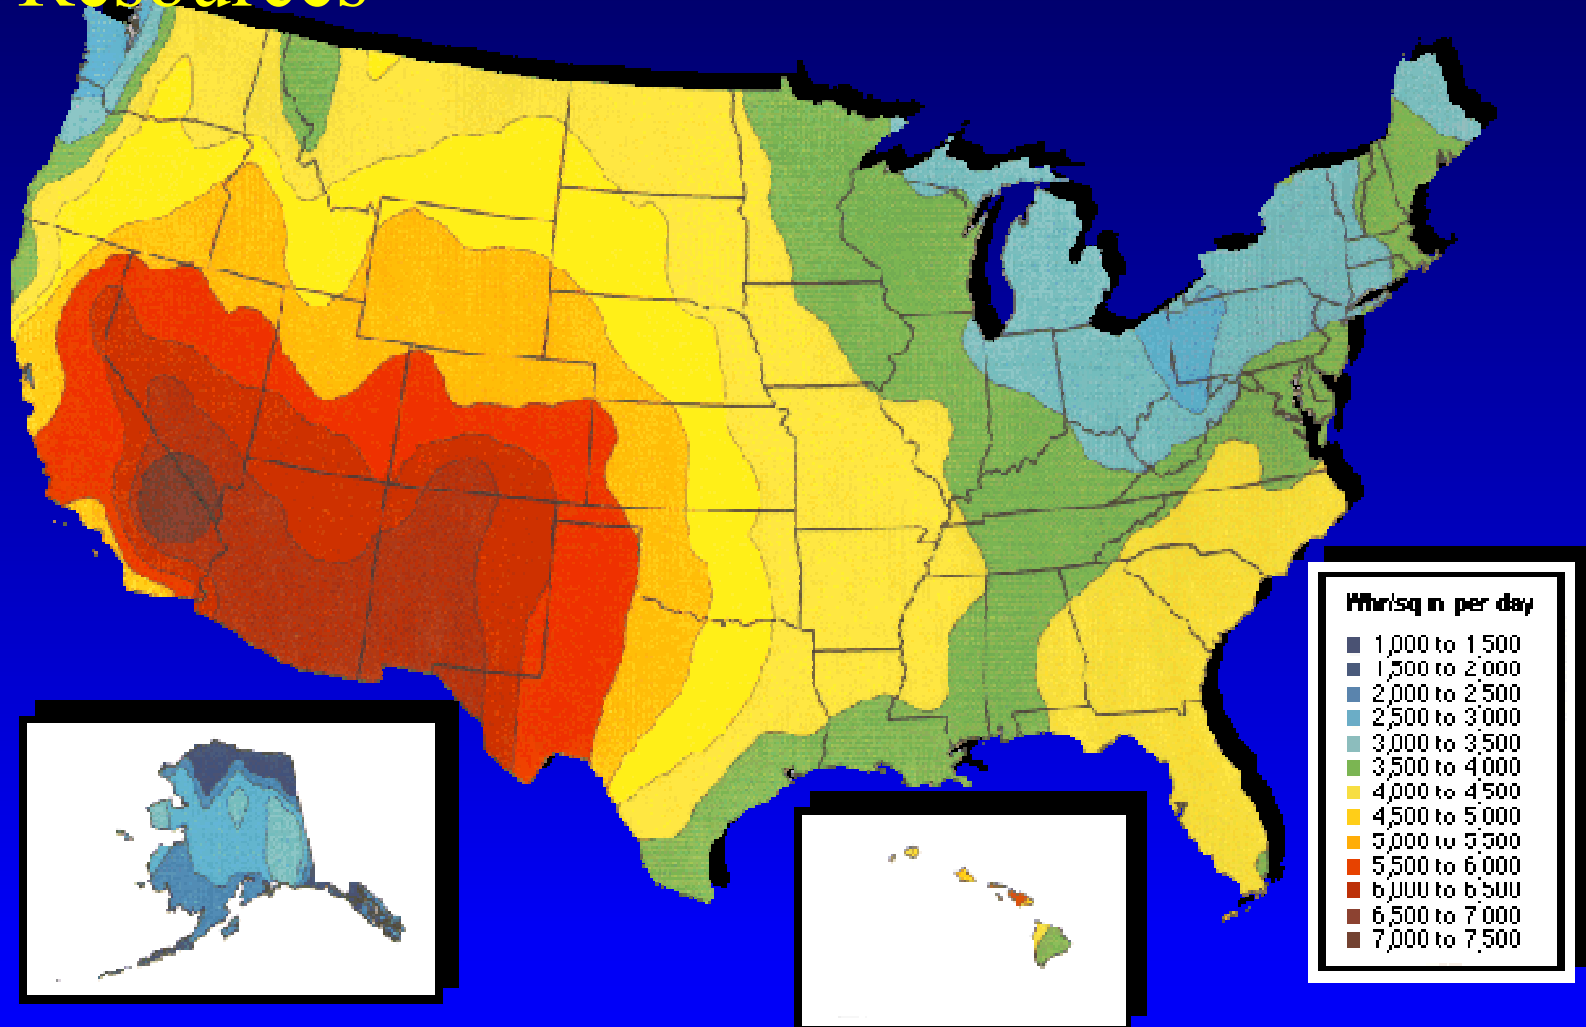 Resources
Whr/sq m per day
1,000 to 1,500
1,500 to 2,000
2,000 to 2,500
2,500 to 3,000
3,000 to 3,500
3,500 to 4,000
4,000 to 4,500
4,500 to 5,000
5,000 to 5,500
5,500 to 6,000
6,000 to 6,500
6,500 to 7,000
7,000 to 7,500